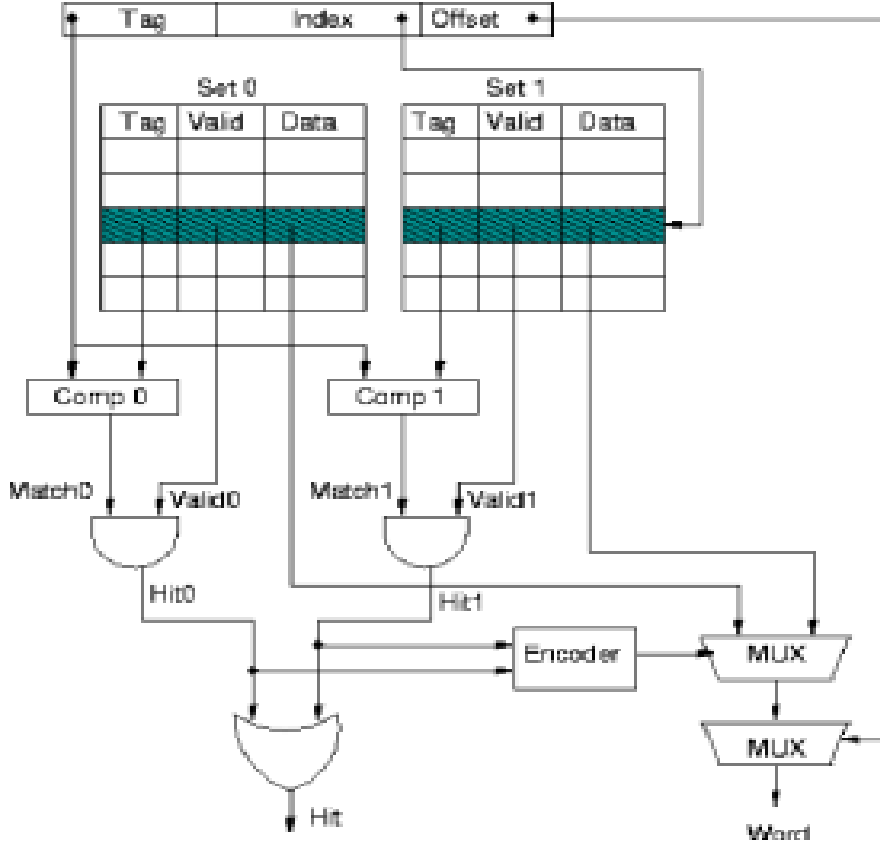 Tag Index Offset
Set 0 Set 1
Tag Valid Data Tag Valid Data
Comp 0 Comp 1
Match0 Valid0 Match1 Valid1
Hit0 Hit1
Encoder MUX
MUX
Hit
Word